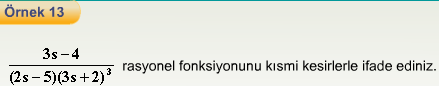 Örnek 13
3s-4
(2s-5)(3s+2)³ rasyonel fonksiyonunu kısmi kesirlerle ifade ediniz.